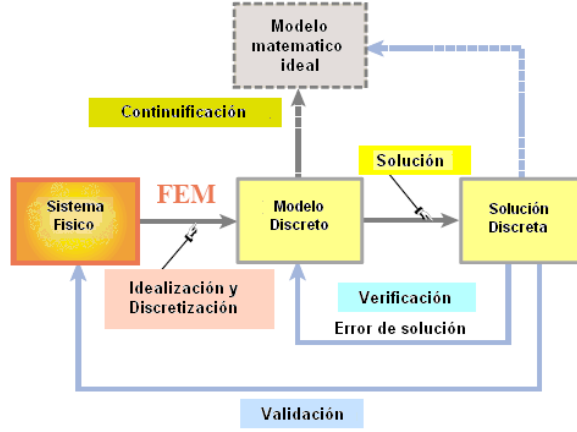 Modelo
matematico
ideal
Continuificación
Solución
FEM
Sistema
Fisico
Modelo
Discreto
Solución
Discreta
Idealización y
Discretización
Verificación
Error de solución
Validación